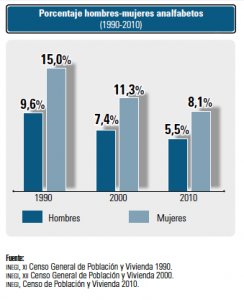 Porcentaje hombres-mujeres analfabetos
(1990-2010)
15,0%
9,6%
11,3%
7,4%
8,1%
5,5%
1990 2000 2010
Hombres Mujeres
Fuente:
INEGI, XI Censo General de Población y Vivienda 1990.
INEGI, XII Censo General de Población y Vivienda 2000.
INEGI, Censo de Población y Vivienda 2010.